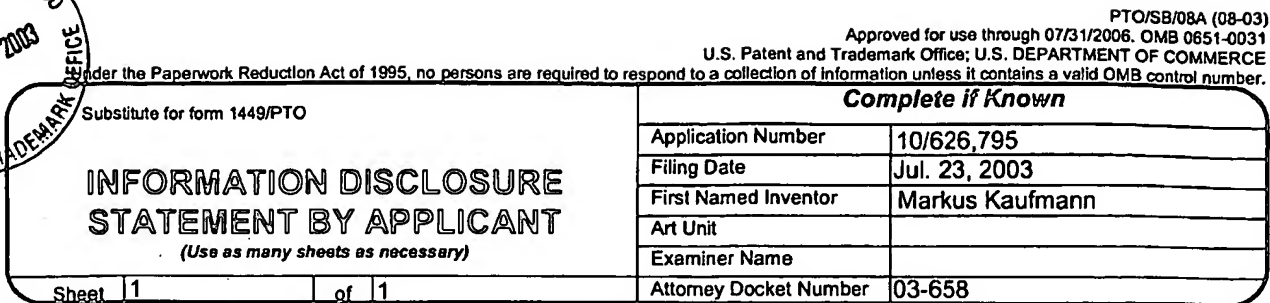 PTO/SB/08A (08-03)
Approved for use through 07/31/2006. OMB 0651-0031
U.S. Patent and Trademark Office; U.S. DEPARTMENT OF COMMERCE
Under the Paperwork Reduction Act of 1995, no persons are required to respond to a collection of information unless it contains a valid OMB control number.
2003
TRADEMARK OFFICE
Substitute for form 1449/PTO
INFORMATION DISCLOSURE
STATEMENT BY APPLICANT
(Use as many sheets as necessary)
Sheet 1 of 1
Complete if Known
Application Number 10/626,795
Filing Date Jul. 23, 2003
First Named Inventor Markus Kaufmann
Art Unit
Examiner Name
Attorney Docket Number 03-658